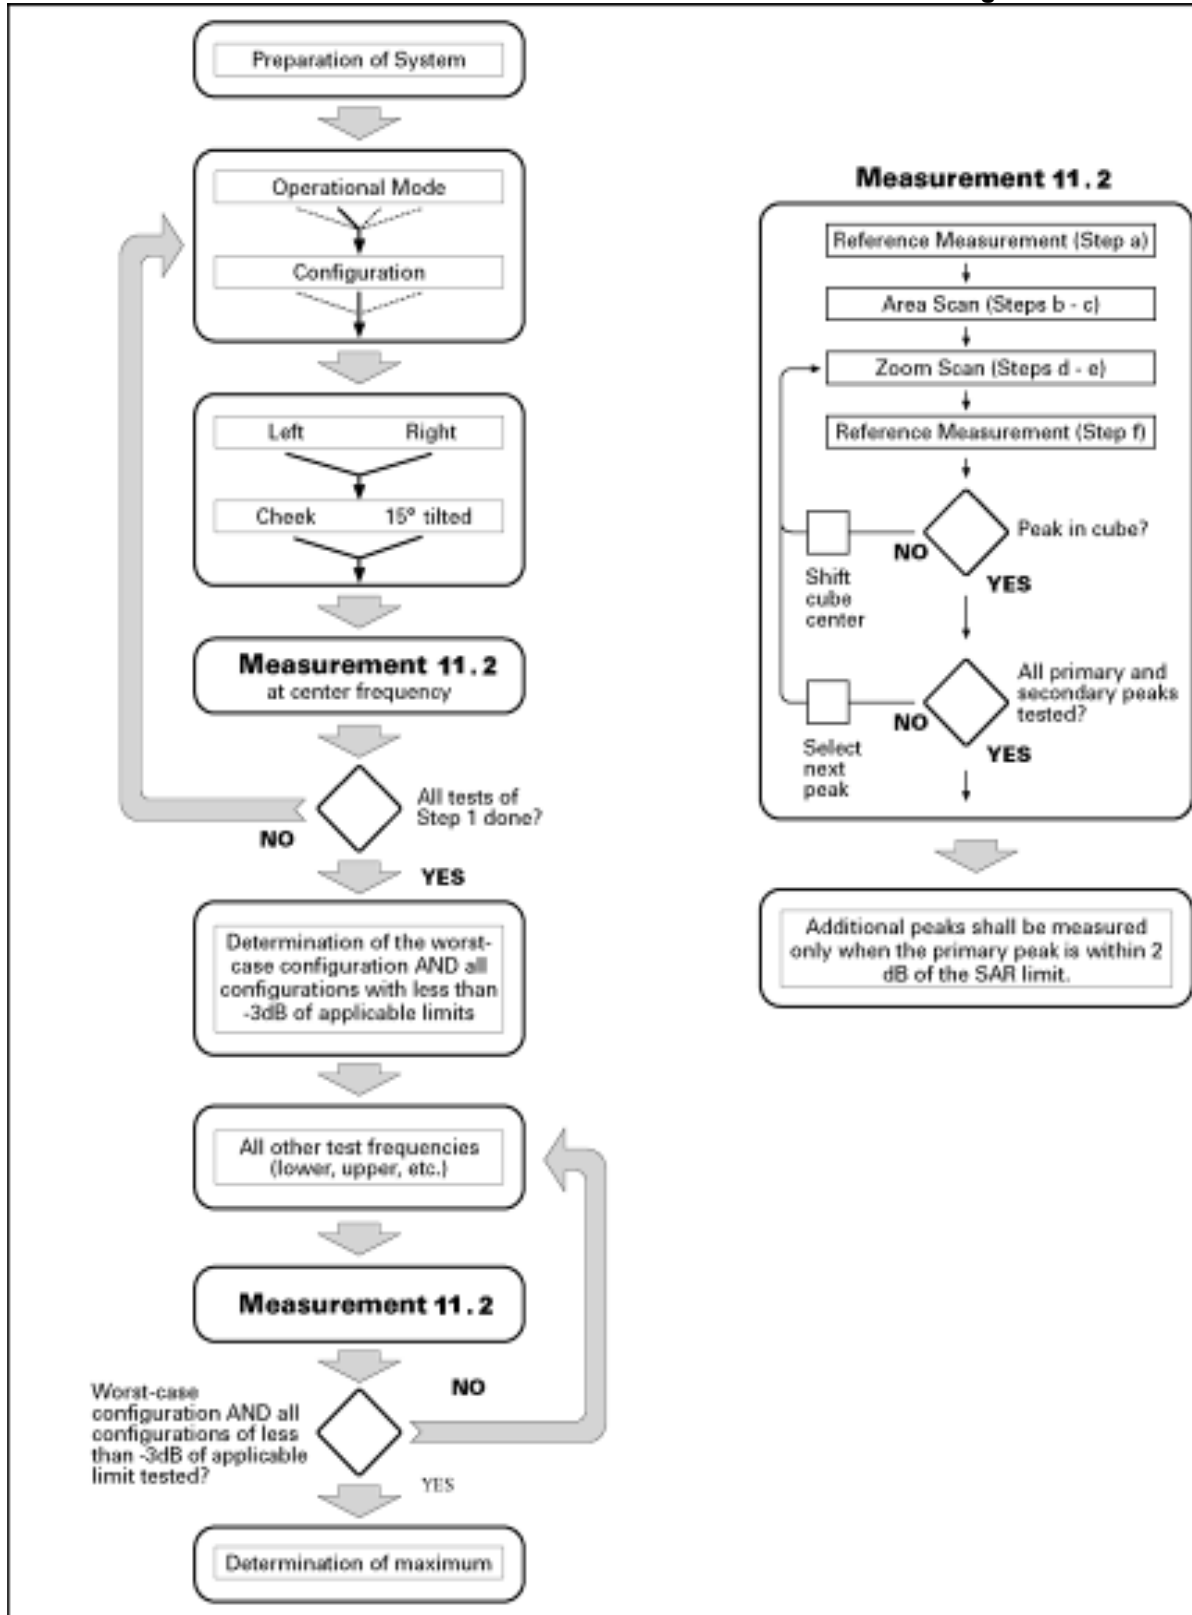 Preparation of System
Operational Mode
Configuration
Left Right
Cheek 15° tilted
Measurement 11.2
at center frequency
All tests of
Step 1 done?
NO
YES
Determination of the worst-
case configuration AND all
configurations with less than
-3dB of applicable limits
All other test frequencies
(lower, upper, etc.)
Measurement 11.2
NO
Worst-case
configuration AND all
configurations of less
than -3dB of applicable
limit tested?
YES
Determination of maximum
Measurement 11.2
Reference Measurement (Step a)
Area Scan (Steps b - c)
Zoom Scan (Steps d - e)
Reference Measurement (Step f)
Peak in cube?
NO
YES
Shift
cube
center
All primary and
secondary peaks
tested?
NO
YES
Select
next
peak
Additional peaks shall be measured
only when the primary peak is within 2
dB of the SAR limit.